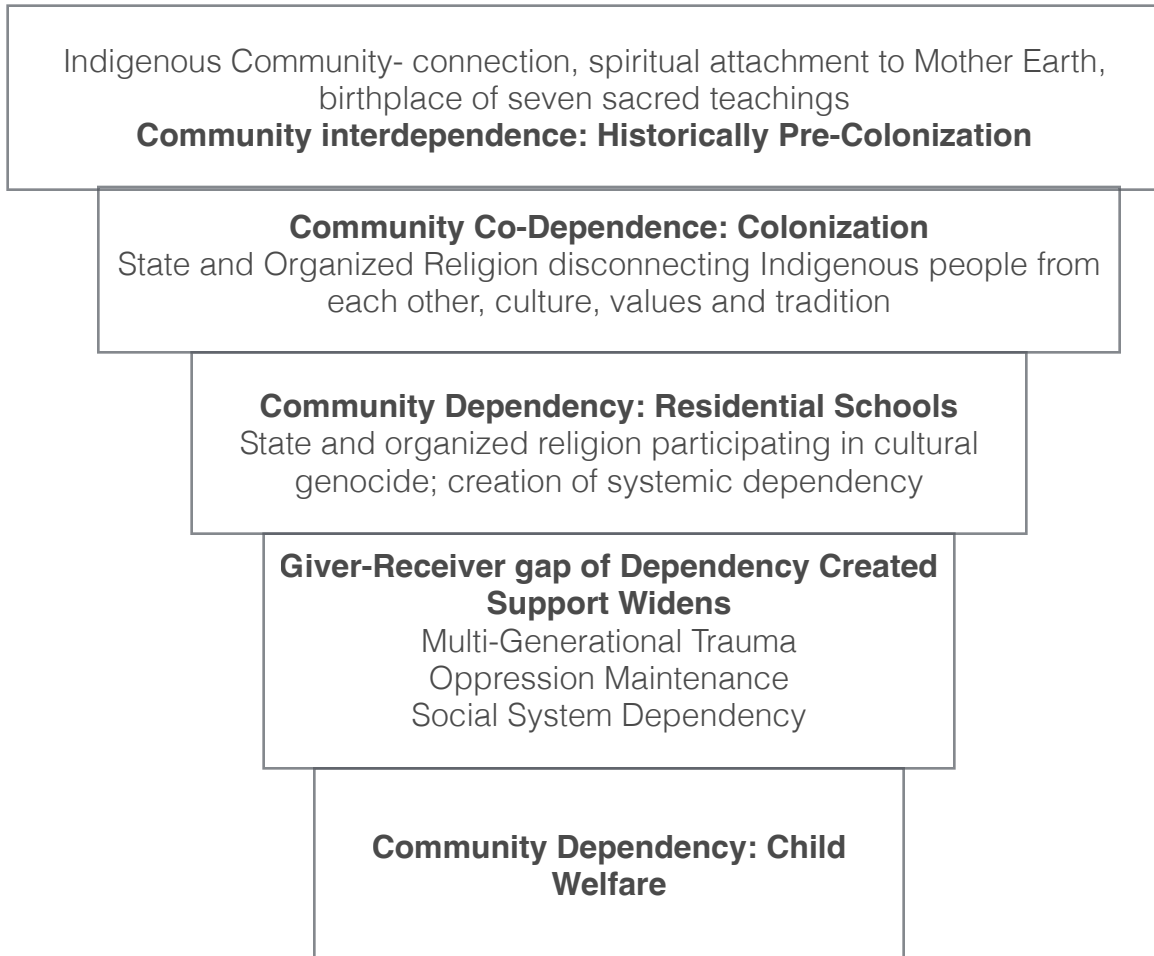 Indigenous Community- connection, spiritual attachment to Mother Earth,
birthplace of seven sacred teachings
Community interdependence: Historically Pre-Colonization
Community Co-Dependence: Colonization
State and Organized Religion disconnecting Indigenous people from
each other, culture, values and tradition
Community Dependency: Residential Schools
State and organized religion participating in cultural
genocide; creation of systemic dependency
Giver-Receiver gap of Dependency Created
Support Widens
Multi-Generational Trauma
Oppression Maintenance
Social System Dependency
Community Dependency: Child
Welfare